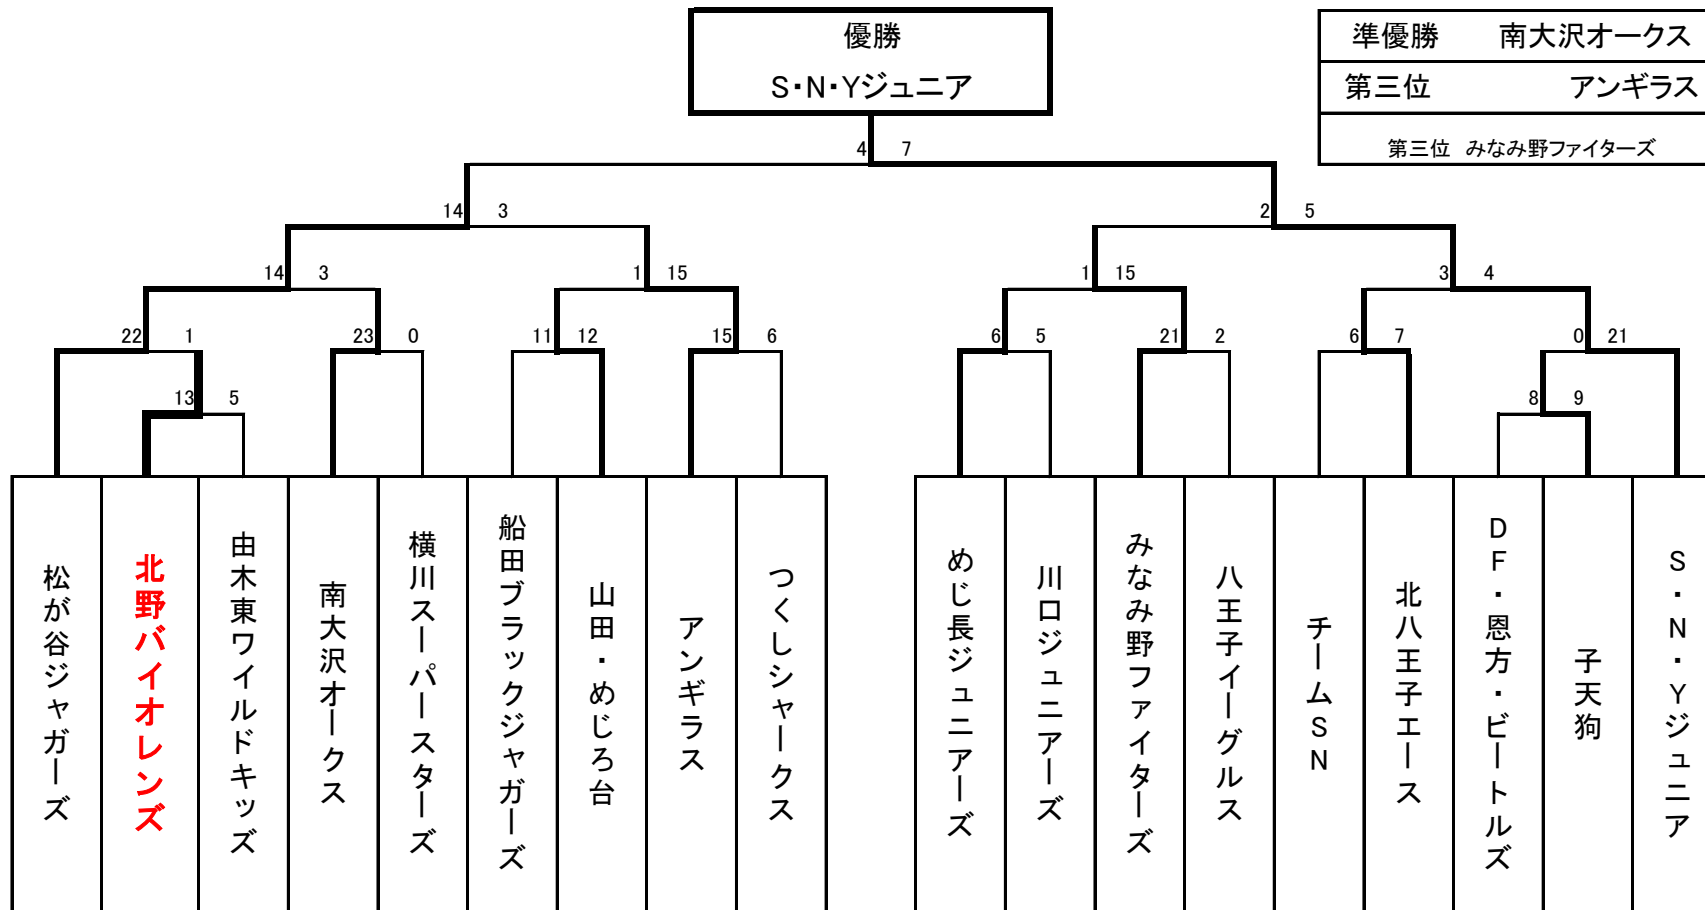 優勝
S・N・Yジュニア
準優勝 南大沢オークス
第三位 アンギラス
第三位 みなみ野ファイターズ
4 7
14 3
2 5
14 3
1 15
1 15
3 4
22 1
23 0
11 12
15 6
6 5
21 2
6 7
0 21
13 5
8 9
松が谷ジャガーズ
北野バイオレンズ
由木東ワイルドキッズ
南大沢オークス
横川スーパースターズ
船田ブラックジャガーズ
山田・めじろ台
アンギラス
つくしシャークス
めじ長ジュニアーズ
川口ジュニアーズ
みなみ野ファイターズ
八王子イーグルス
チームSN
北八王子エース
DF・恩方・ビートルズ
子天狗
S・N・Yジュニア